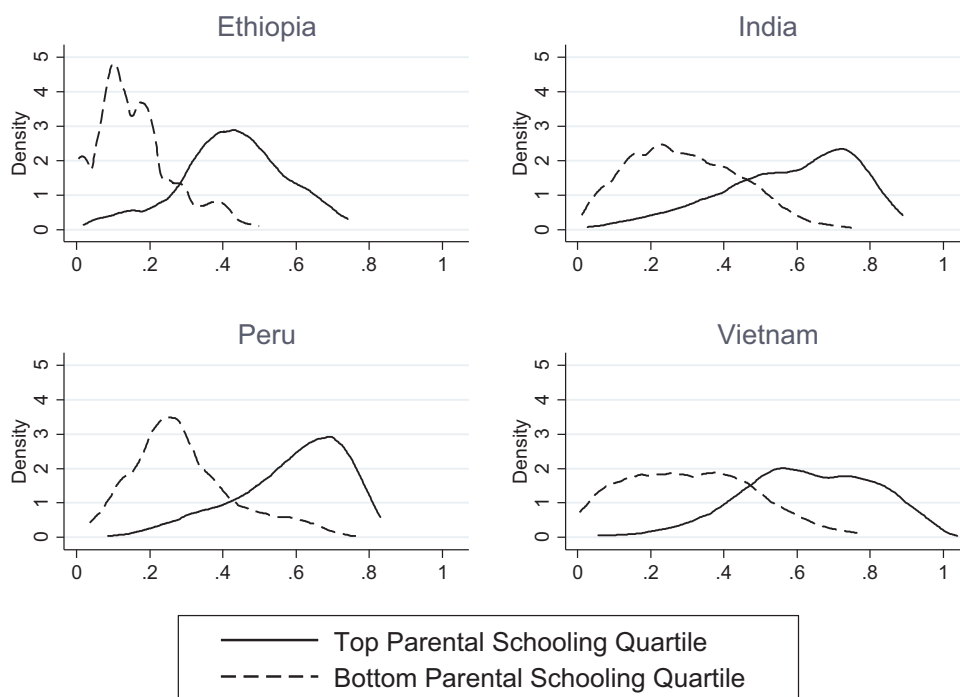 Ethiopia
India
Density
0 1 2 3 4 5
0 .2 .4 .6 .8 1
Density
0 1 2 3 4 5
0 .2 .4 .6 .8 1
Peru
Vietnam
Density
0 1 2 3 4 5
0 .2 .4 .6 .8 1
Density
0 1 2 3 4 5
0 .2 .4 .6 .8 1
Top Parental Schooling Quartile
Bottom Parental Schooling Quartile